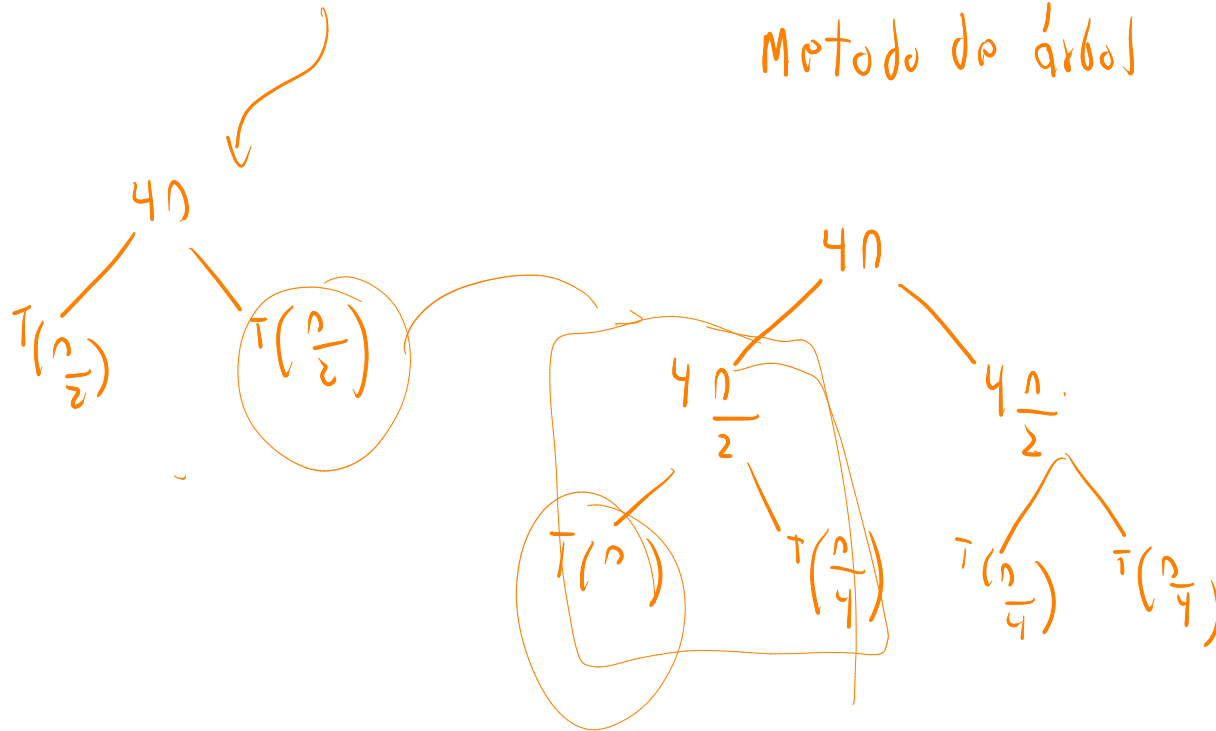 Metodo de árbol
4n
T(n/2) T(n/2)
4n
4 n/2 4 n/2
T(n) T(n/4) T(n/4) T(n/4)